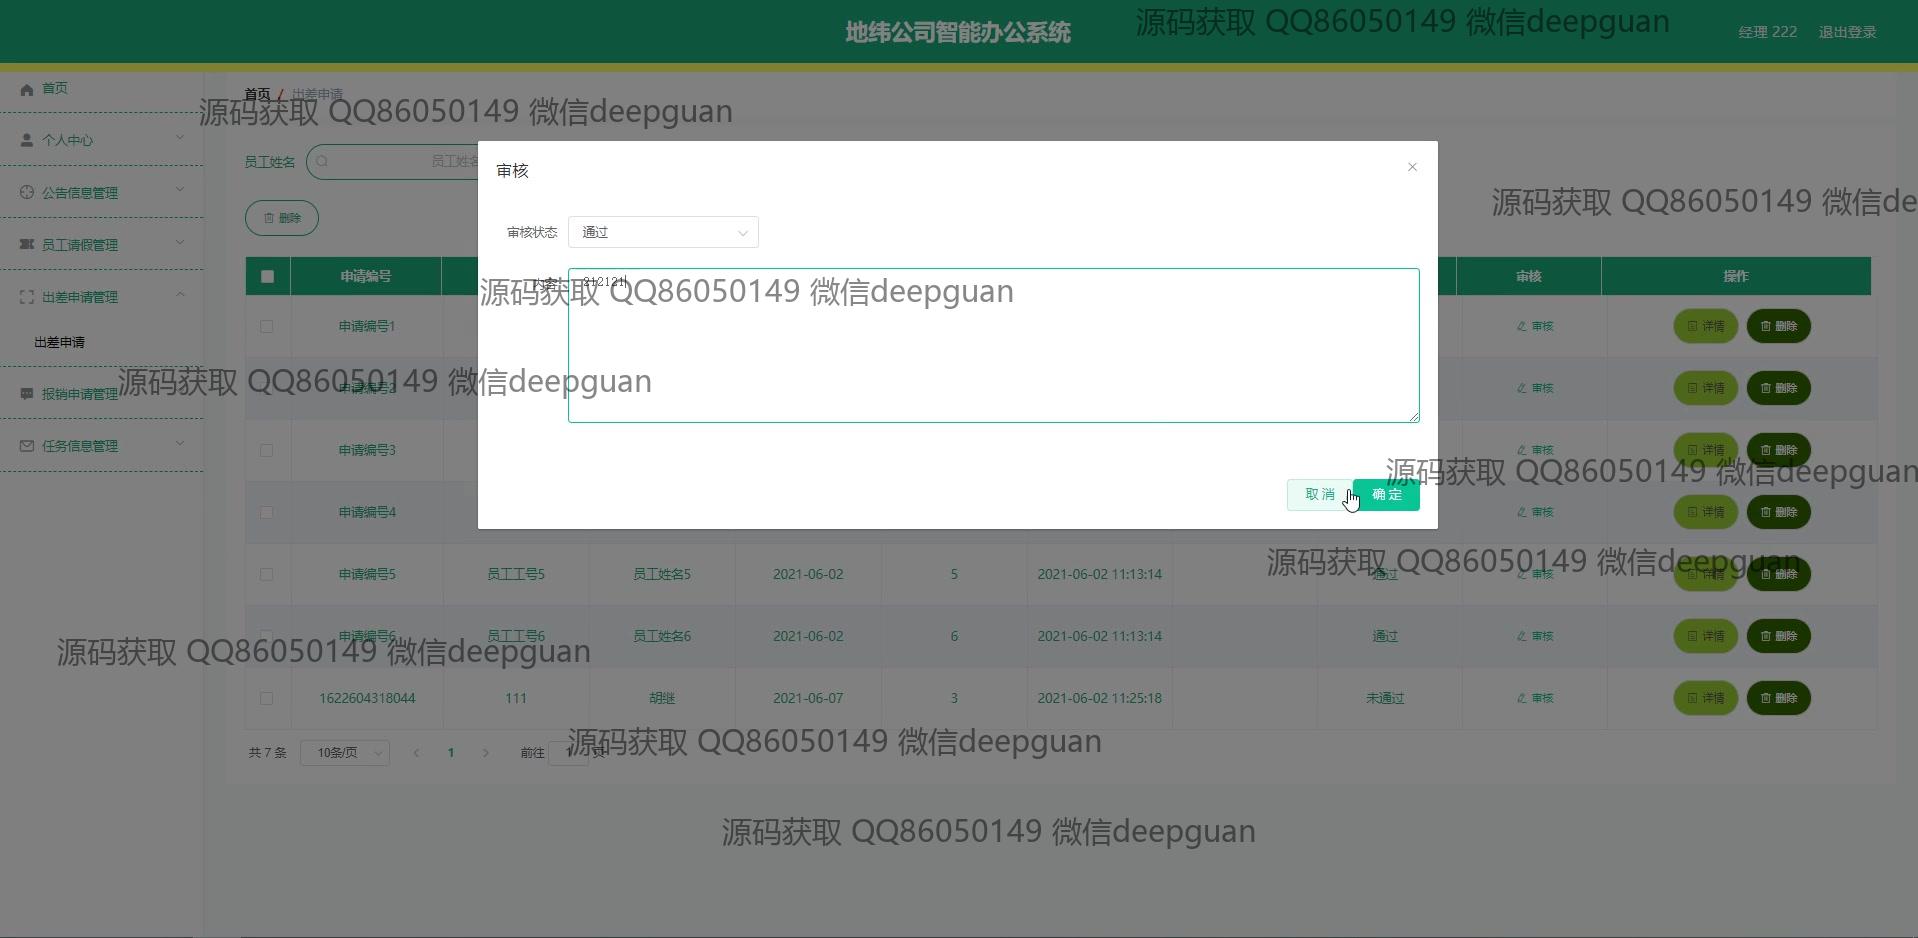 地纬公司智能办公系统
源码获取 QQ86050149 微信deepguan
经理 222
退出登录
首页
首页 / 出差申请
源码获取 QQ86050149 微信deepguan
个人中心
员工姓名
员工姓名
审核
公告信息管理
源码获取 QQ86050149 微信deepguan
删除
审核状态
通过
员工请假管理
申请编号
审核
操作
内容
212121
源码获取 QQ86050149 微信deepguan
出差申请管理
申请编号1
审核
详情
删除
出差申请
源码获取 QQ86050149 微信deepguan
申请编号2
审核
详情
删除
报销申请管理
任务信息管理
申请编号3
审核
详情
删除
源码获取 QQ86050149 微信deepguan
取消
确定
申请编号4
审核
详情
删除
源码获取 QQ86050149 微信deepguan
申请编号5 员工工号5 员工姓名5 2021-06-02 5 2021-06-02 11:13:14 通过 审核 详情 删除
申请编号6 员工工号6 员工姓名6 2021-06-02 6 2021-06-02 11:13:14 通过 审核 详情 删除
源码获取 QQ86050149 微信deepguan
1622604318044 111 胡继 2021-06-07 3 2021-06-02 11:25:18 未通过 审核 详情 删除
共 7 条 10条/页 1 前往 1 页
源码获取 QQ86050149 微信deepguan
源码获取 QQ86050149 微信deepguan